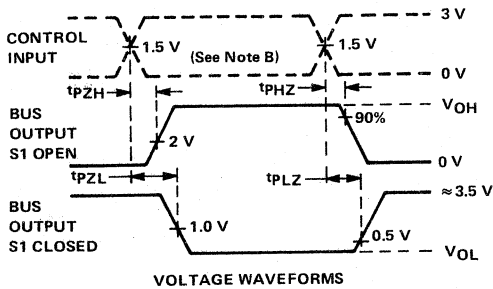 3 V
CONTROL
INPUT
1.5 V
(See Note B)
1.5 V
0 V
tPZH
tPHZ
VOH
BUS
OUTPUT
S1 OPEN
2 V
90%
0 V
tPZL
tPLZ
≈ 3.5 V
BUS
OUTPUT
S1 CLOSED
1.0 V
0.5 V
VOL
VOLTAGE WAVEFORMS